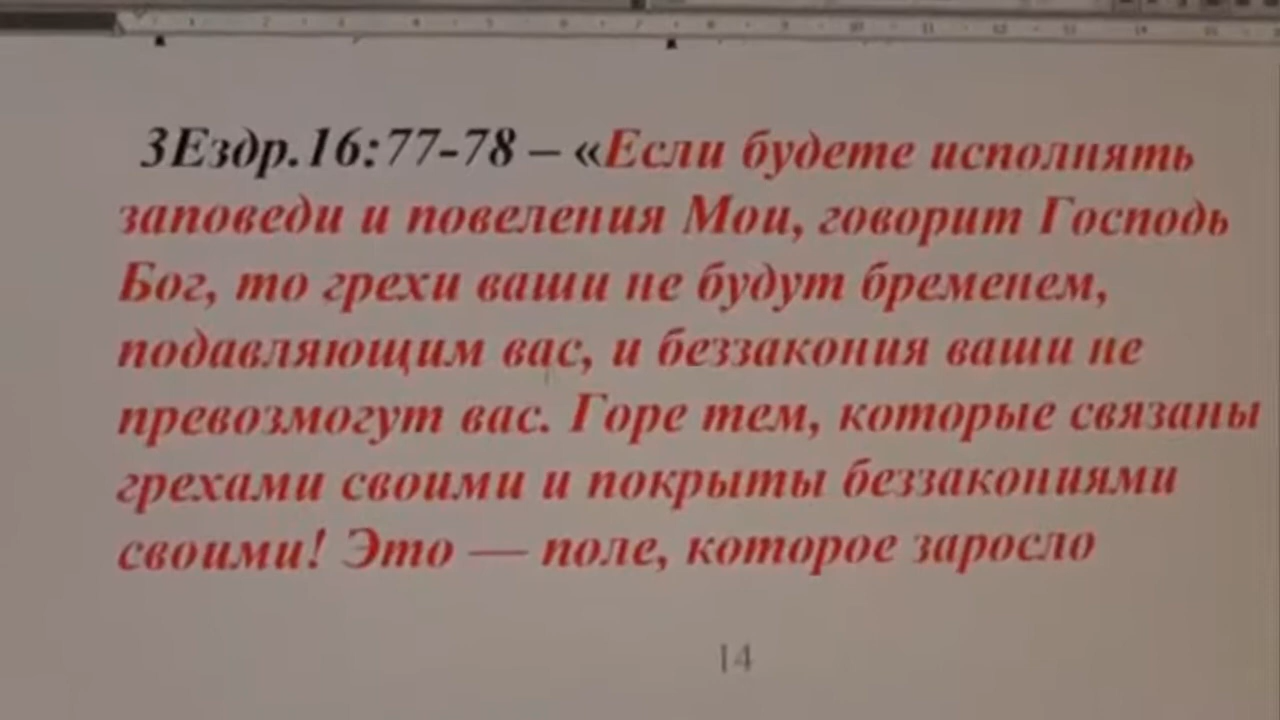 3Ездр.16:77-78 – «Если будете исполнять
заповеди и повеления Мои, говорит Господь
Бог, то грехи ваши не будут бременем,
подавляющим вас, и беззакония ваши не
превозмогут вас. Горе тем, которые связаны
грехами своими и покрыты беззакониями
своими! Это — поле, которое заросло
14